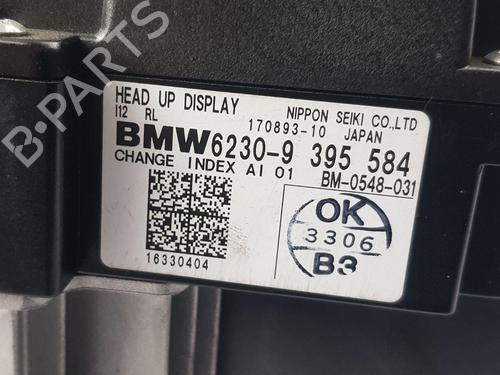 B-PARTS
HEAD UP DISPLAY NIPPON SEIKI CO.,LTD
I12 RL 170893-10 JAPAN
BMW6230-9 395 584
CHANGE INDEX AI 01 BM-0548-031
OK
3306
B3
16330404